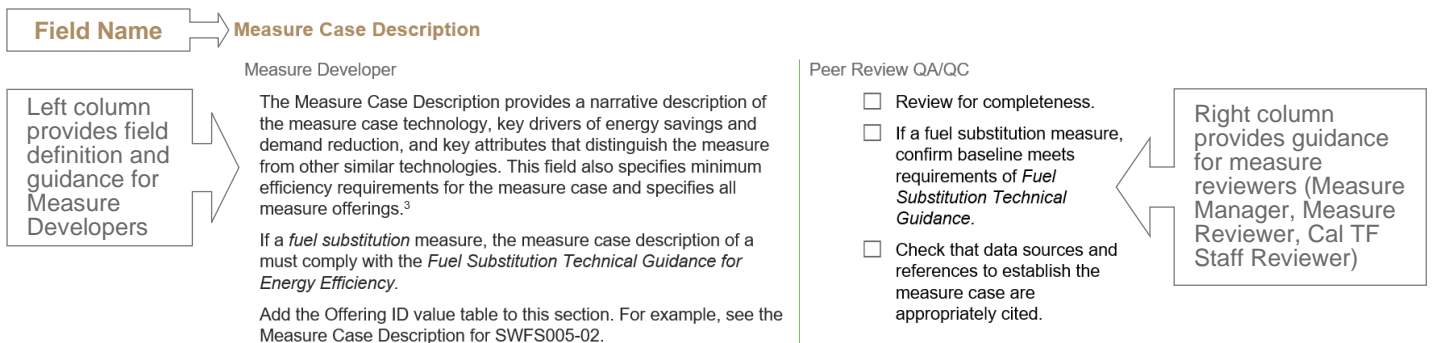 Field Name
Measure Case Description
Left column
provides field
definition and
guidance for
Measure
Developers
Measure Developer
The Measure Case Description provides a narrative description of
the measure case technology, key drivers of energy savings and
demand reduction, and key attributes that distinguish the measure
from other similar technologies. This field also specifies minimum
efficiency requirements for the measure case and specifies all
measure offerings.³
If a fuel substitution measure, the measure case description of a
must comply with the Fuel Substitution Technical Guidance for
Energy Efficiency.
Add the Offering ID value table to this section. For example, see the
Measure Case Description for SWFS005-02.
Peer Review QA/QC
Review for completeness.
If a fuel substitution measure,
confirm baseline meets
requirements of Fuel
Substitution Technical
Guidance.
Check that data sources and
references to establish the
measure case are
appropriately cited.
Right column
provides guidance
for measure
reviewers (Measure
Manager, Measure
Reviewer, Cal TF
Staff Reviewer)